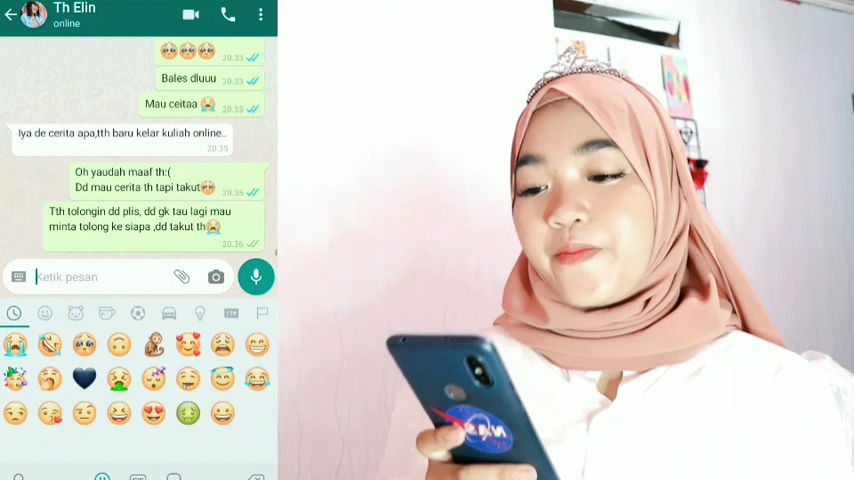 Th Elin
online
20.33
Bales dluuu 20.33
Mau ceitaa 20.33
Iya de cerita apa,tth baru kelar kuliah online..
20.35
Oh yaudah maaf th:(
Dd mau cerita th tapi takut 20.35
Tth tolongin dd plis, dd gk tau lagi mau
minta tolong ke siapa ,dd takut th
20.36
Ketik pesan
GIF